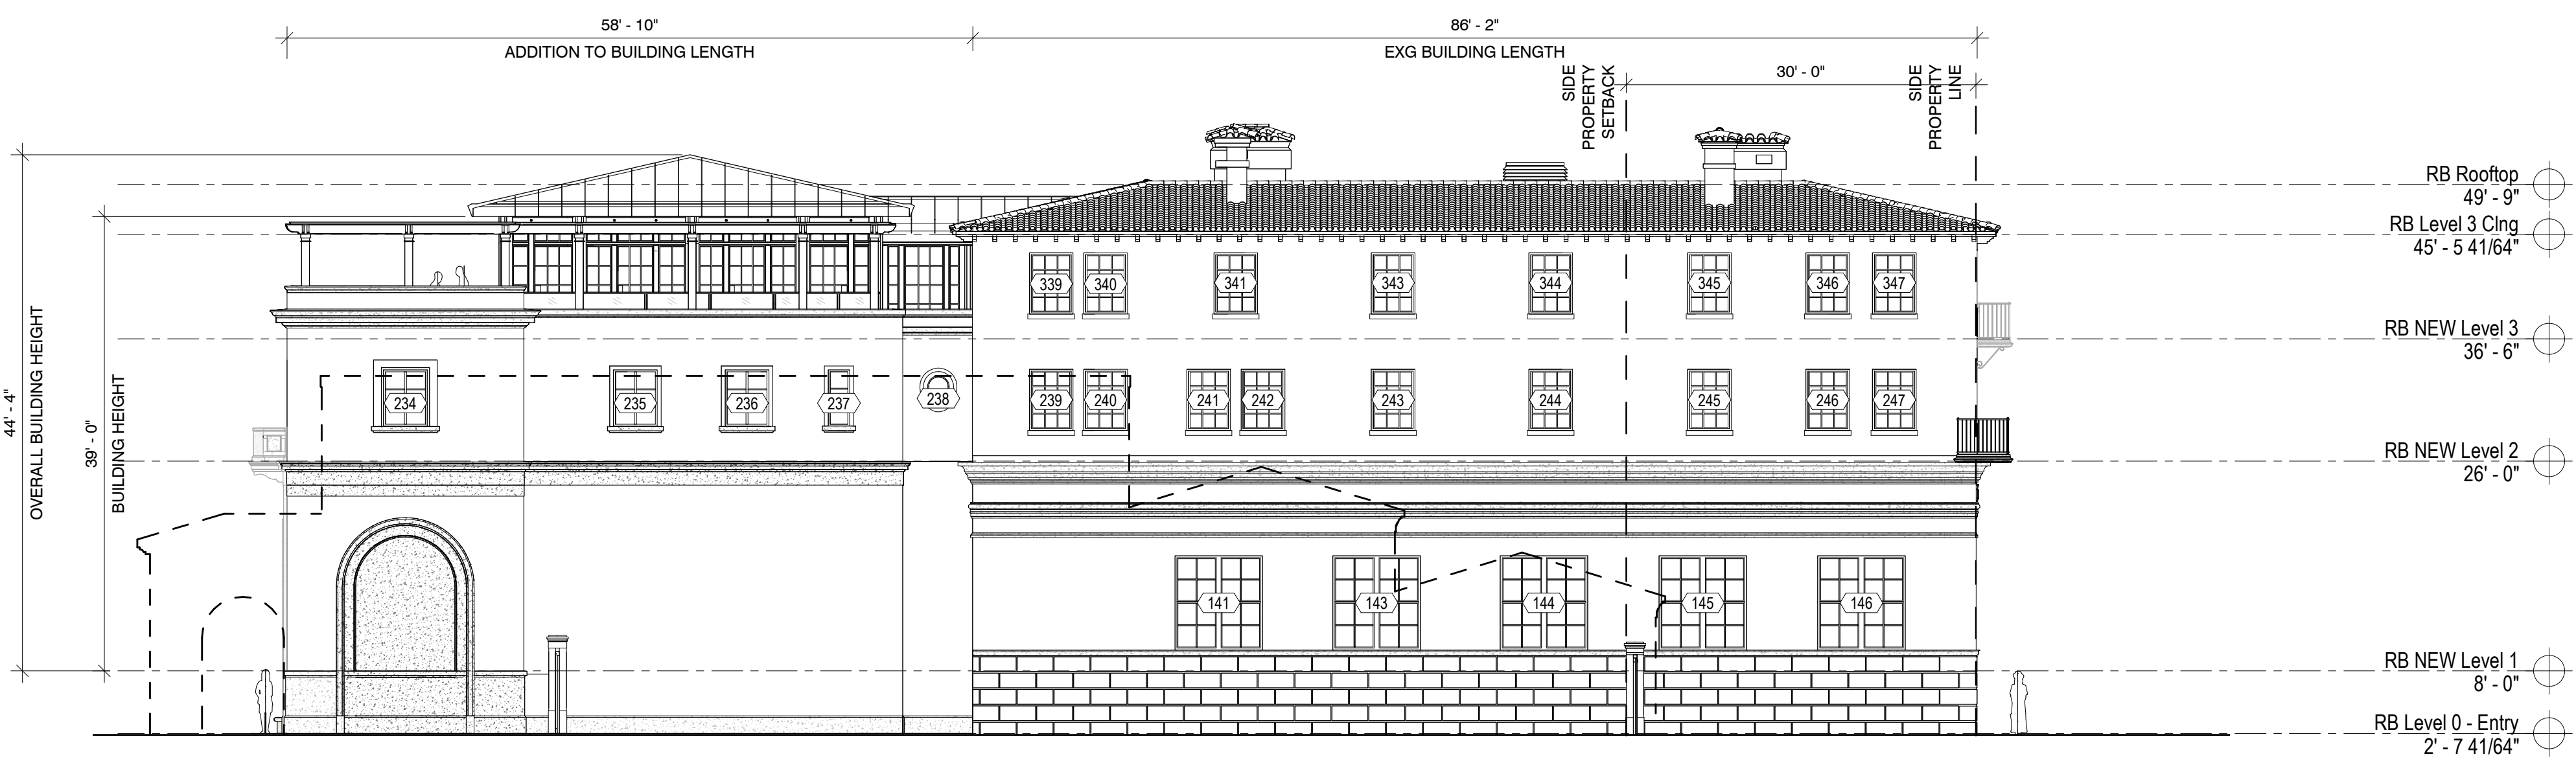 58' - 10"
86' - 2"
ADDITION TO BUILDING LENGTH
EXG BUILDING LENGTH
SIDE
PROPERTY
SETBACK
30' - 0"
SIDE
PROPERTY
LINE
RB Rooftop
49' - 9"
RB Level 3 Clng
45' - 5 41/64"
339
340
341
343
344
345
346
347
RB NEW Level 3
36' - 6"
234
235
236
237
238
239
240
241
242
243
244
245
246
247
44' - 4"
OVERALL BUILDING HEIGHT
39' - 0"
BUILDING HEIGHT
RB NEW Level 2
26' - 0"
141
143
144
145
146
RB NEW Level 1
8' - 0"
RB Level 0 - Entry
2' - 7 41/64"